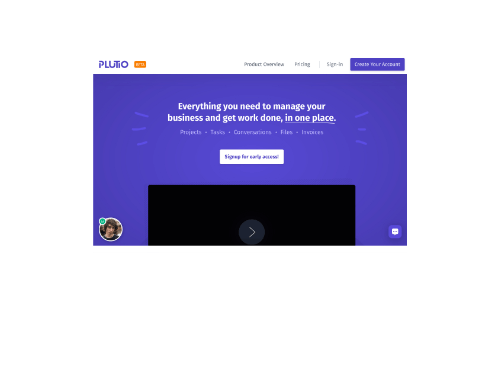 PLUTIO
Product Overview Pricing Sign-in Create Your Account
Everything you need to manage your
business and get work done, in one place.
Projects • Tasks • Conversations • Files • Invoices
Signup for early access!